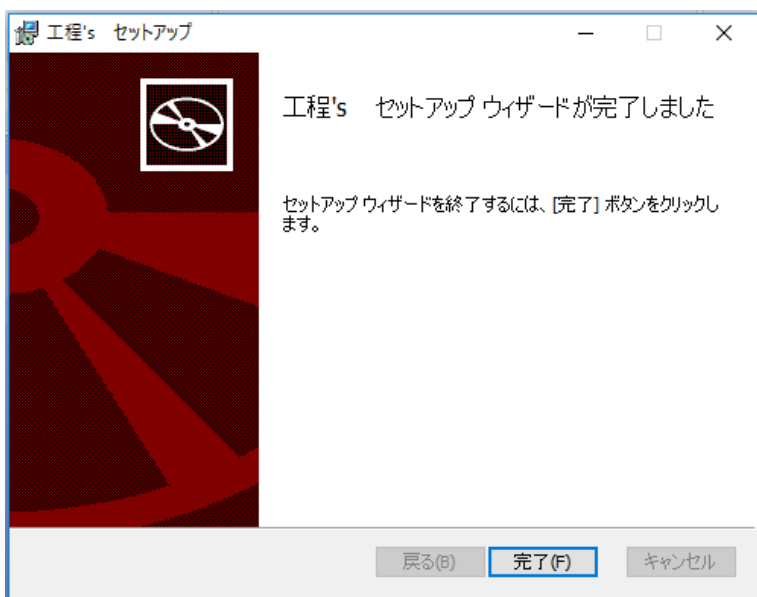 工程's　セットアップ
工程's　セットアップ ウィザードが完了しました
セットアップ ウィザードを終了するには、[完了] ボタンをクリックし
ます。
戻る(B)
完了(F)
キャンセル